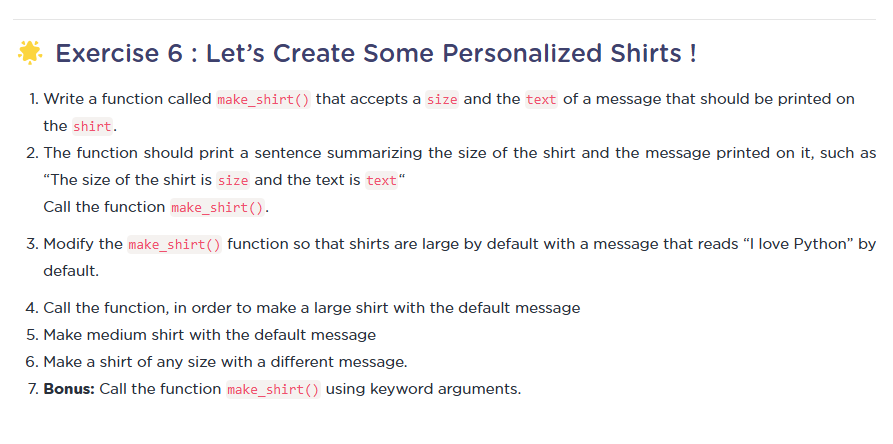 🌟 Exercise 6 : Let’s Create Some Personalized Shirts !
1. Write a function called make_shirt() that accepts a size and the text of a message that should be printed on
the shirt.
2. The function should print a sentence summarizing the size of the shirt and the message printed on it, such as
“The size of the shirt is size and the text is text“
Call the function make_shirt().
3. Modify the make_shirt() function so that shirts are large by default with a message that reads “I love Python” by
default.
4. Call the function, in order to make a large shirt with the default message
5. Make medium shirt with the default message
6. Make a shirt of any size with a different message.
7. Bonus: Call the function make_shirt() using keyword arguments.